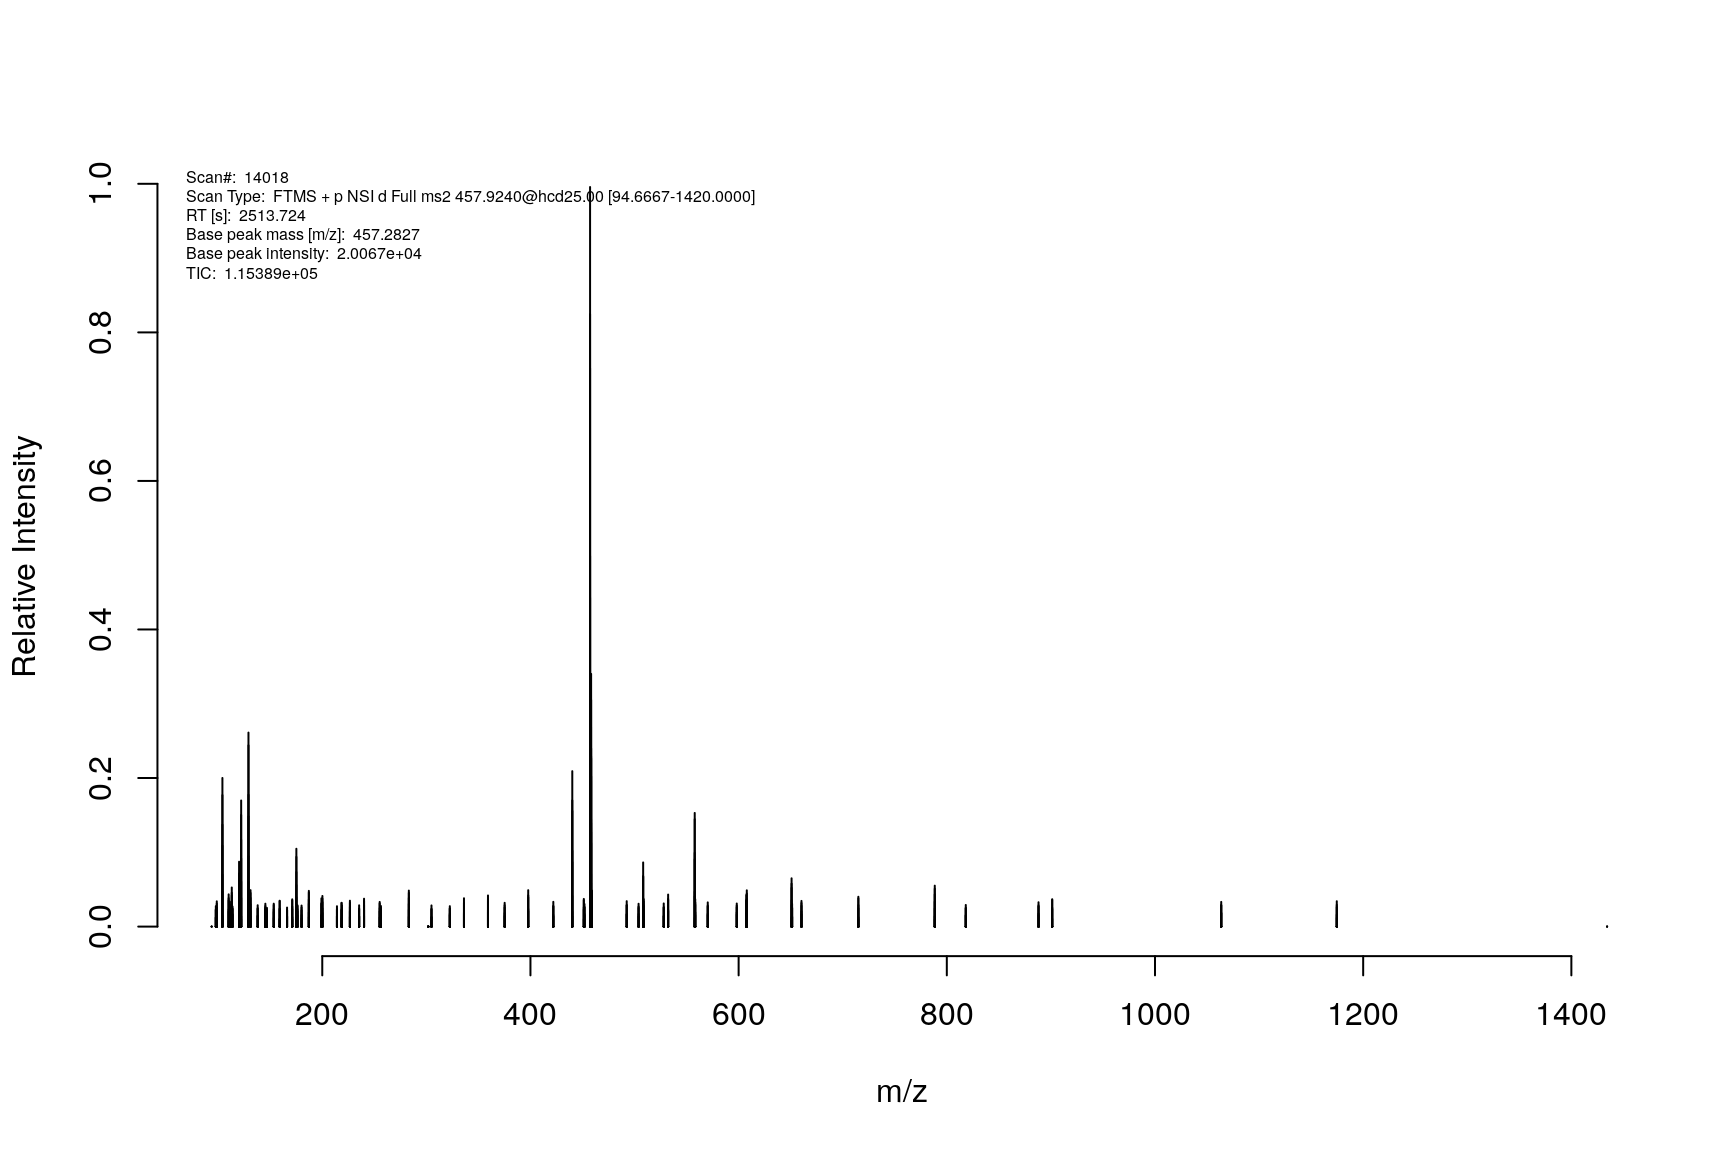 Scan#:  14018
Scan Type:  FTMS + p NSI d Full ms2 457.9240@hcd25.00 [94.6667-1420.0000]
RT [s]:  2513.724
Base peak mass [m/z]:  457.2827
Base peak intensity:  2.0067e+04
TIC:  1.15389e+05
1.0
0.8
0.6
0.4
0.2
0.0
Relative Intensity
200 400 600 800 1000 1200 1400
m/z